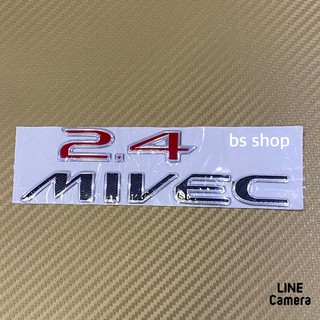 2.4
bs shop
MIVEC
LINE
Camera